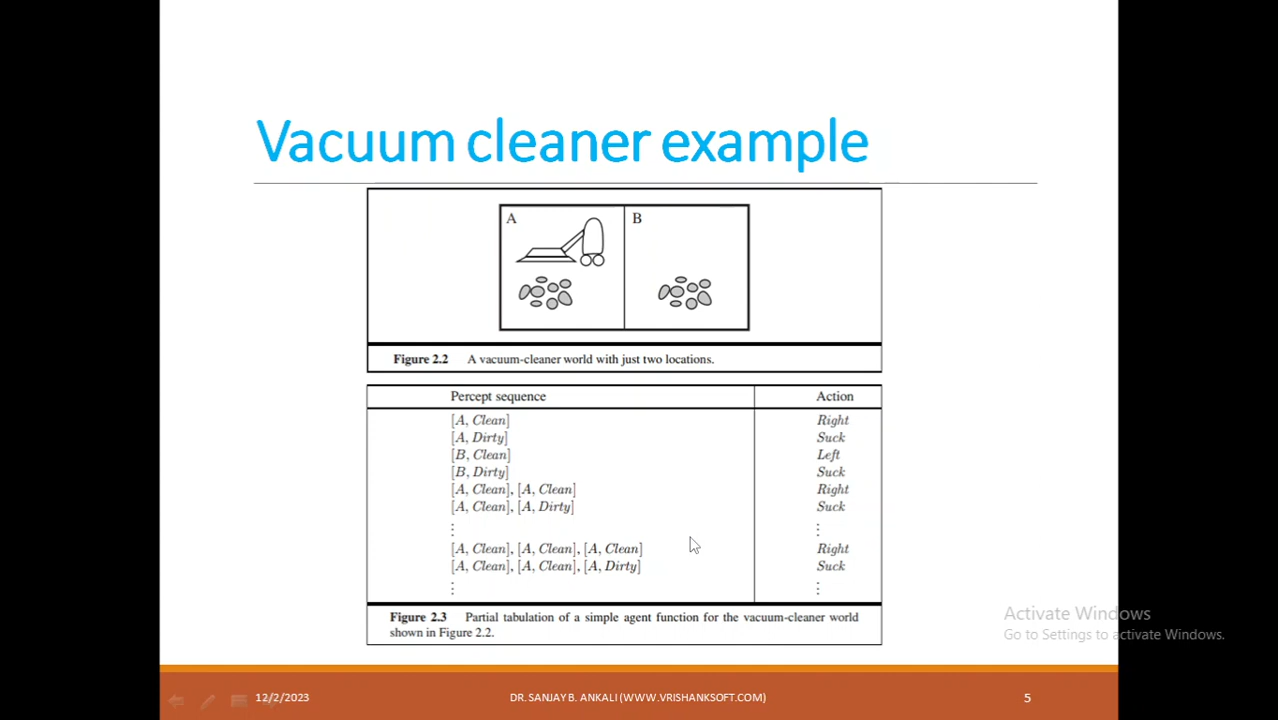 Vacuum cleaner example
A B
Figure 2.2 A vacuum-cleaner world with just two locations.
Percept sequence Action
[A, Clean] Right
[A, Dirty] Suck
[B, Clean] Left
[B, Dirty] Suck
[A, Clean], [A, Clean] Right
[A, Clean], [A, Dirty] Suck
⋮ ⋮
[A, Clean], [A, Clean], [A, Clean] Right
[A, Clean], [A, Clean], [A, Dirty] Suck
⋮ ⋮
Figure 2.3 Partial tabulation of a simple agent function for the vacuum-cleaner world
shown in Figure 2.2.
Activate Windows
Go to Settings to activate Windows.
12/2/2023 DR. SANJAY B. ANKALI (WWW.VRISHANKSOFT.COM) 5